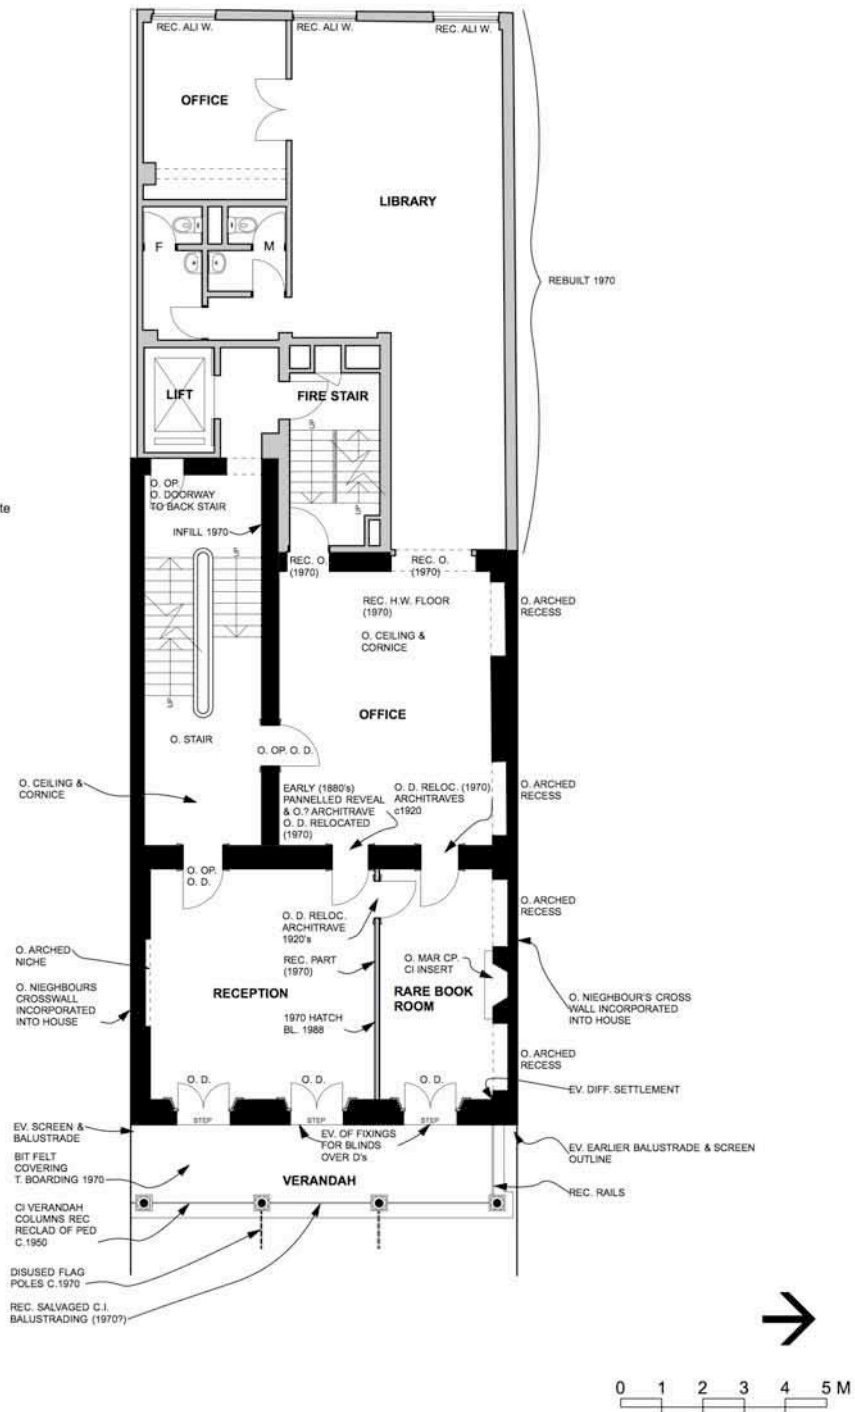 REC. ALI W.
REC. ALI W.
REC. ALI W.
OFFICE
LIBRARY
F
M
REBUILT 1970
LIFT
FIRE STAIR
UP
UP
te
O. OP.
O. DOORWAY
TO BACK STAIR
INFILL 1970
UP
UP
REC. O.
(1970)
REC. O.
(1970)
REC. H.W. FLOOR
(1970)
O. CEILING &
CORNICE
O. ARCHED
RECESS
OFFICE
O. STAIR
O. OP. O. D.
O. CEILING &
CORNICE
EARLY (1880's)
PANNELLED REVEAL
& O.? ARCHITRAVE
O. D. RELOCATED
(1970)
O. D. RELOC. (1970)
ARCHITRAVES
c1920
O. ARCHED
RECESS
O. OP.
O. D.
O. D. RELOC.
ARCHITRAVE
1920's
O. ARCHED
RECESS
O. ARCHED
NICHE
REC. PART
(1970)
O. MAR CP.
CI INSERT
O. NIEGHBOURS
CROSSWALL
INCORPORATED
INTO HOUSE
RECEPTION
RARE BOOK
ROOM
O. NIEGHBOUR'S CROSS
WALL INCORPORATED
INTO HOUSE
1970 HATCH
BL. 1988
O. ARCHED
RECESS
O. D.
O. D.
O. D.
EV. DIFF. SETTLEMENT
STEP
STEP
STEP
EV. SCREEN &
BALUSTRADE
EV. OF FIXINGS
FOR BLINDS
OVER D's
EV. EARLIER BALUSTRADE & SCREEN
OUTLINE
BIT FELT
COVERING
T. BOARDING 1970
VERANDAH
REC. RAILS
CI VERANDAH
COLUMNS REC
RECLAD OF PED
C.1950
DISUSED FLAG
POLES C.1970
REC. SALVAGED C.I.
BALUSTRADING (1970?)
0 1 2 3 4 5 M